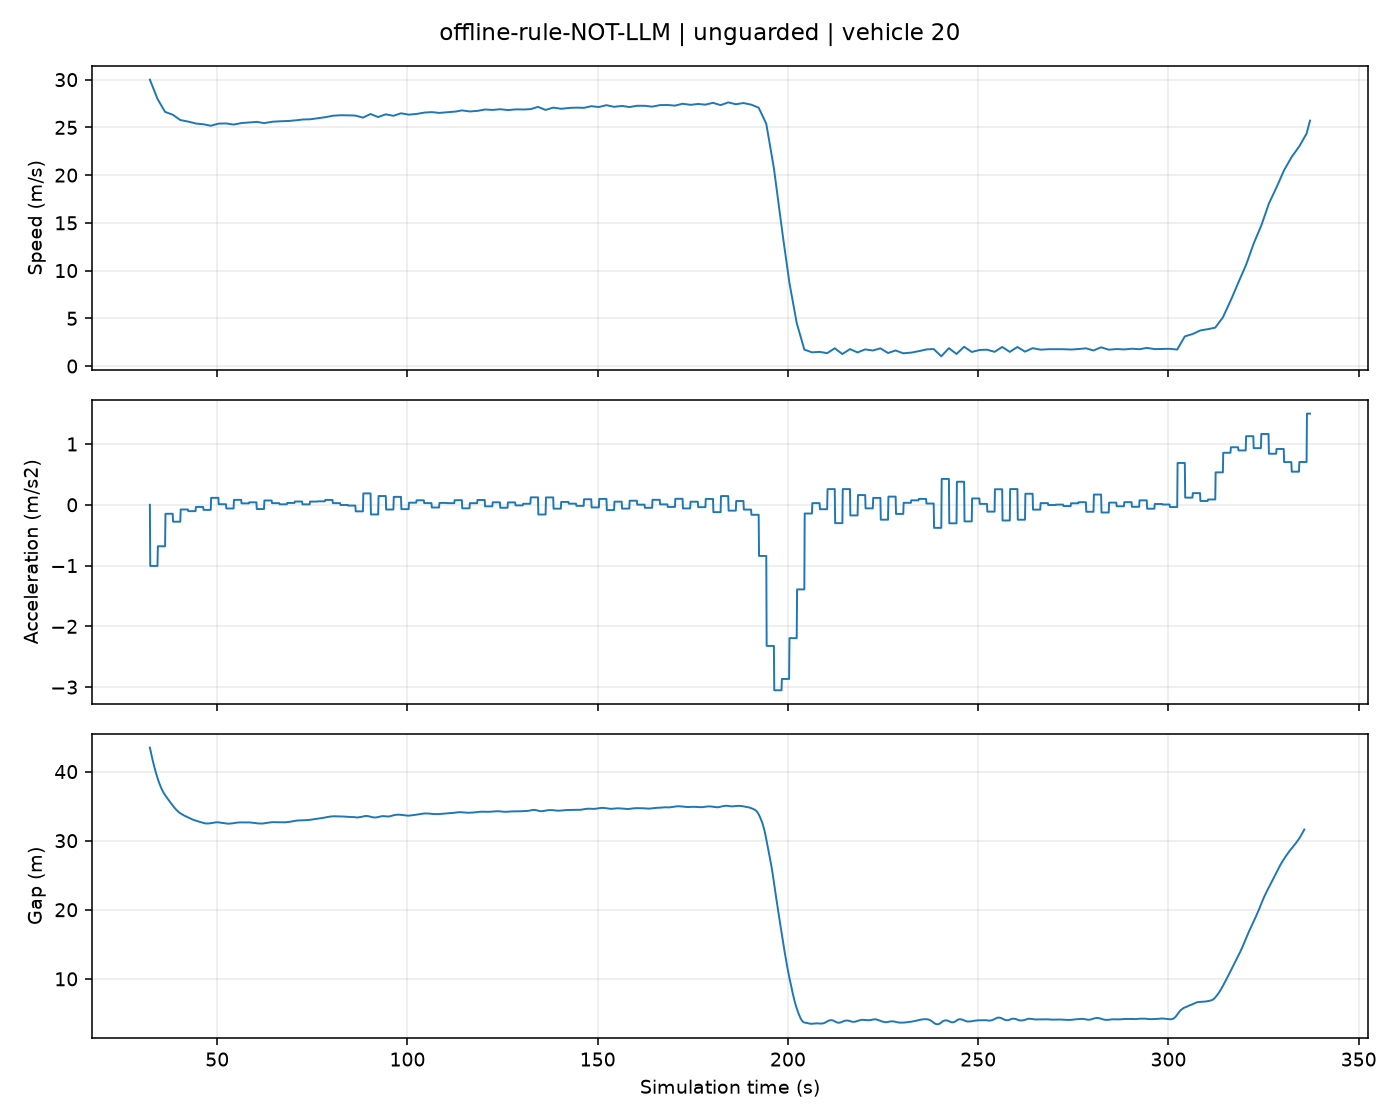 offline-rule-NOT-LLM | unguarded | vehicle 20
Speed (m/s)
30
25
20
15
10
5
0
Acceleration (m/s2)
1
0
−1
−2
−3
Gap (m)
40
30
20
10
50 100 150 200 250 300 350
Simulation time (s)